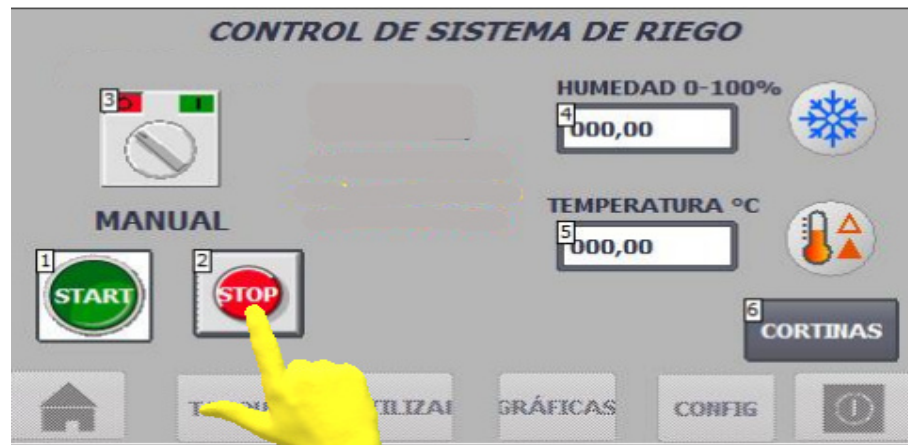 CONTROL DE SISTEMA DE RIEGO
3
O I
HUMEDAD 0-100%
4
000,00
MANUAL
TEMPERATURA ºC
5
000,00
1
START
2
STOP
6
CORTINAS
GRÁFICAS
CONFIG